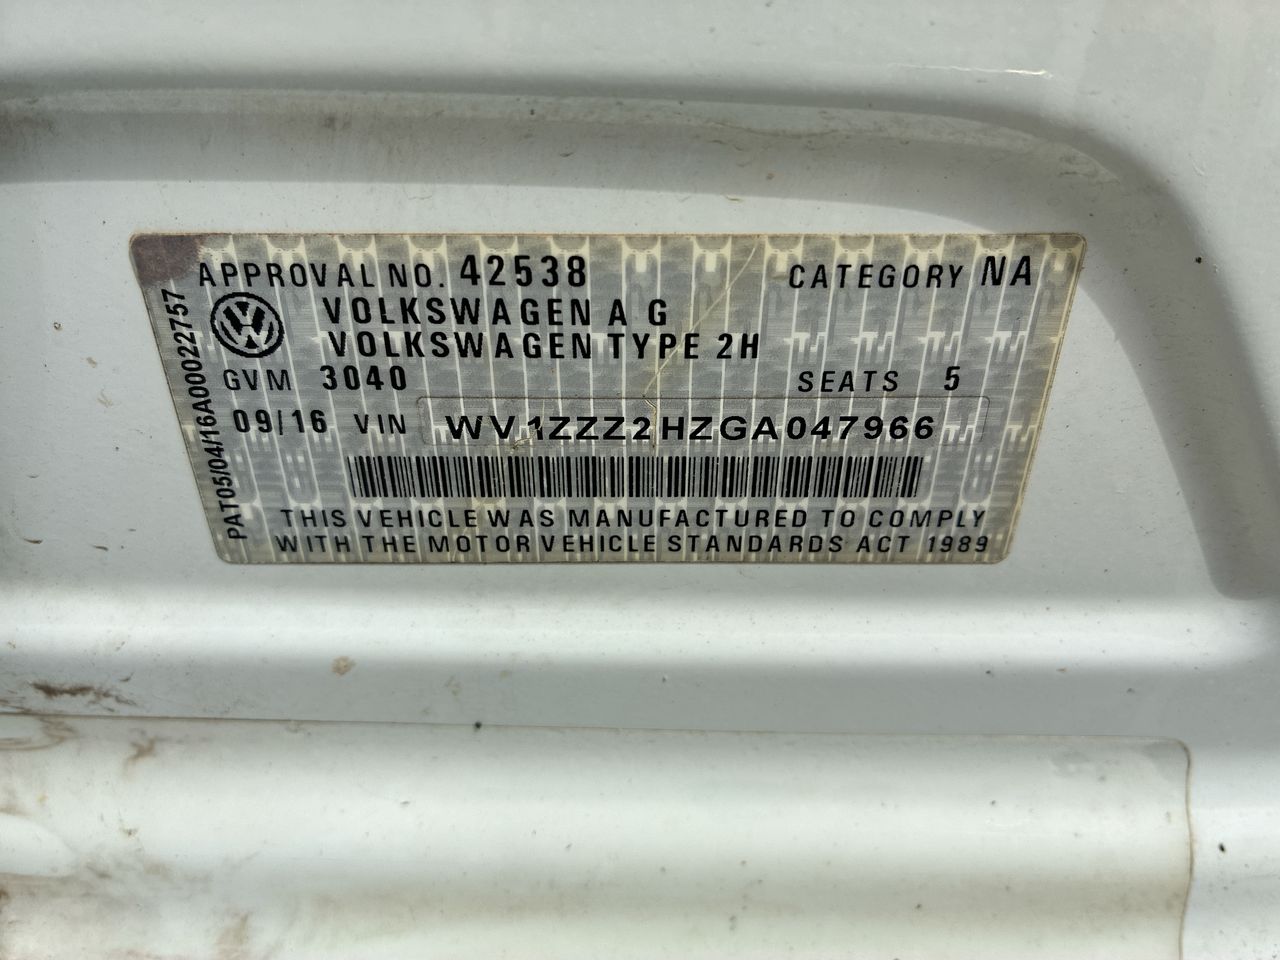 APPROVAL NO. 42538 CATEGORY NA
VOLKSWAGEN A G
VOLKSWAGEN TYPE 2H
GVM 3040 SEATS 5
09/16 VIN WV1ZZZ2HZGA047966
THIS VEHICLE WAS MANUFACTURED TO COMPLY
WITH THE MOTOR VEHICLE STANDARDS ACT 1989
PAT05/04/16A00022757